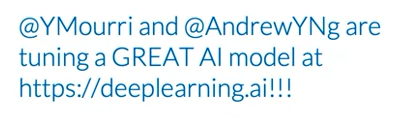 @YMourri and @AndrewYNg are
tuning a GREAT AI model at
https://deeplearning.ai!!!